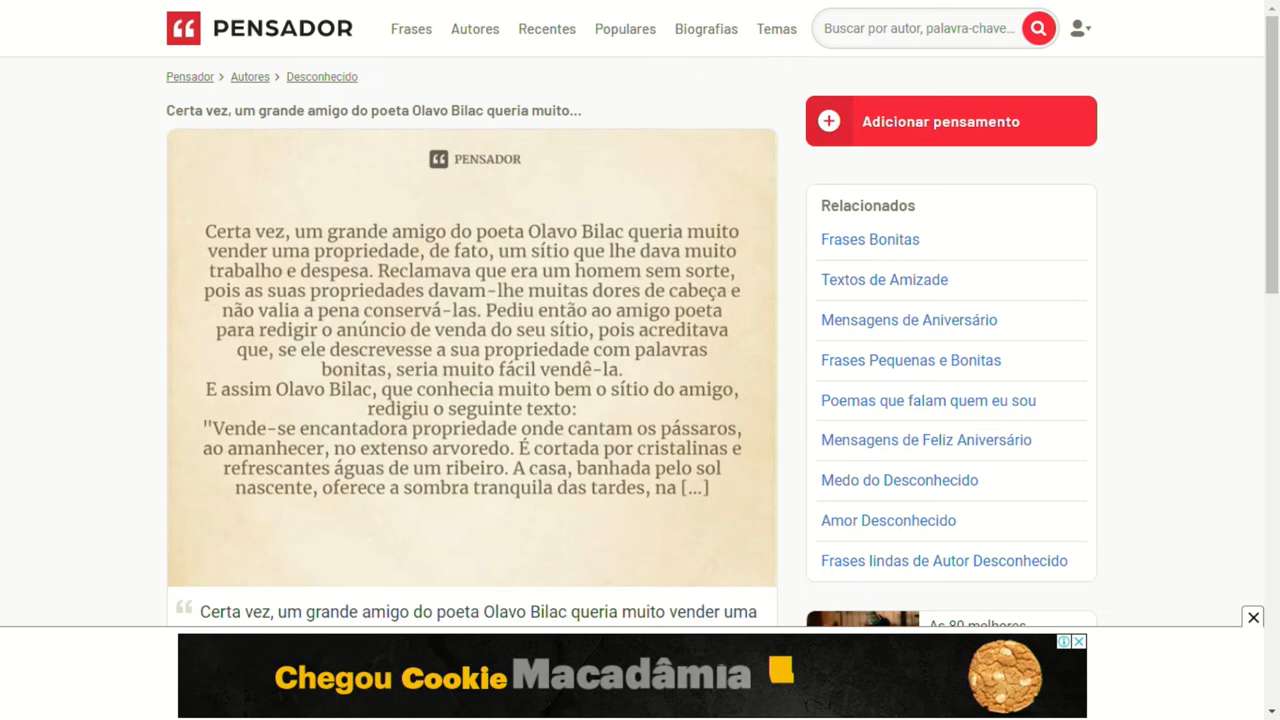 PENSADOR
Frases
Autores
Recentes
Populares
Biografias
Temas
Buscar por autor, palavra-chave...
Pensador > Autores > Desconhecido
Certa vez, um grande amigo do poeta Olavo Bilac queria muito...
PENSADOR
Certa vez, um grande amigo do poeta Olavo Bilac queria muito
vender uma propriedade, de fato, um sítio que lhe dava muito
trabalho e despesa. Reclamava que era um homem sem sorte,
pois as suas propriedades davam-lhe muitas dores de cabeça e
não valia a pena conservá-las. Pediu então ao amigo poeta
para redigir o anúncio de venda do seu sítio, pois acreditava
que, se ele descrevesse a sua propriedade com palavras
bonitas, seria muito fácil vendê-la.
E assim Olavo Bilac, que conhecia muito bem o sítio do amigo,
redigiu o seguinte texto:
"Vende-se encantadora propriedade onde cantam os pássaros,
ao amanhecer, no extenso arvoredo. É cortada por cristalinas e
refrescantes águas de um ribeiro. A casa, banhada pelo sol
nascente, oferece a sombra tranquila das tardes, na [...]
Certa vez, um grande amigo do poeta Olavo Bilac queria muito vender uma
Adicionar pensamento
Relacionados
Frases Bonitas
Textos de Amizade
Mensagens de Aniversário
Frases Pequenas e Bonitas
Poemas que falam quem eu sou
Mensagens de Feliz Aniversário
Medo do Desconhecido
Amor Desconhecido
Frases lindas de Autor Desconhecido
As 80 melhores
Chegou Cookie Macadâmia